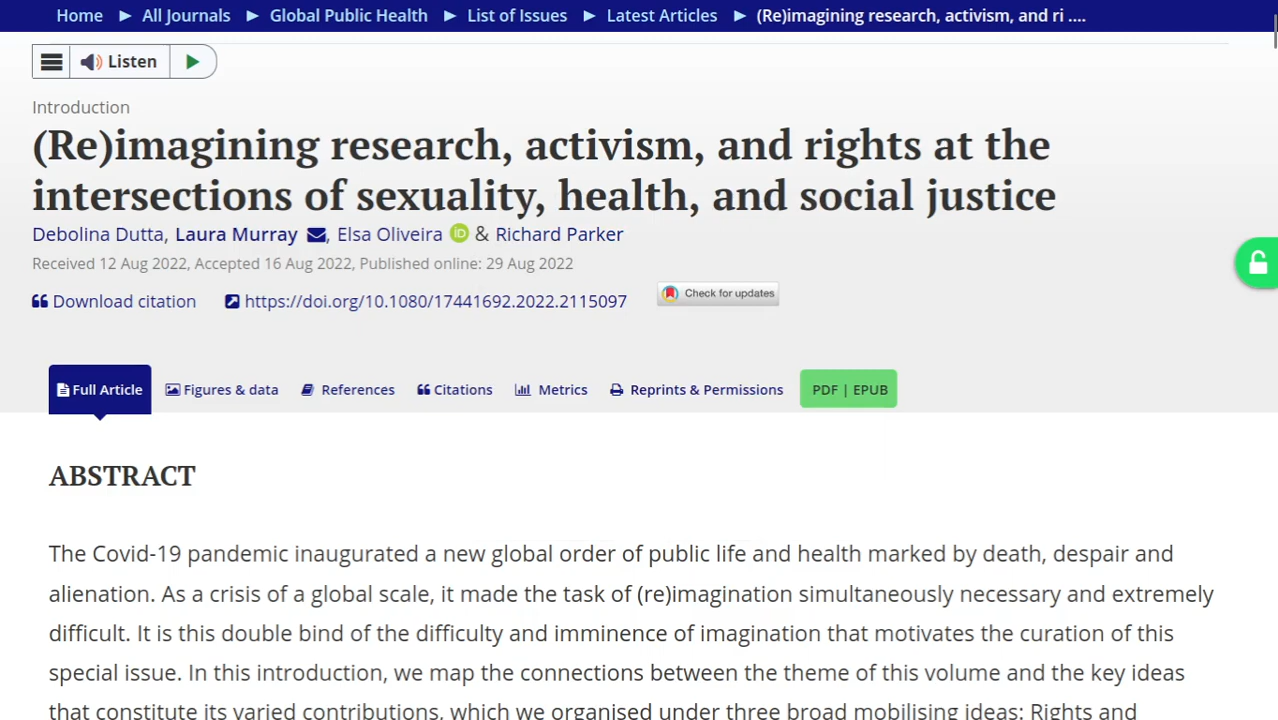 Home ▶ All Journals ▶ Global Public Health ▶ List of Issues ▶ Latest Articles ▶ (Re)imagining research, activism, and ri ....
Listen
Introduction
(Re)imagining research, activism, and rights at the
intersections of sexuality, health, and social justice
Debolina Dutta, Laura Murray, Elsa Oliveira iD & Richard Parker
Received 12 Aug 2022, Accepted 16 Aug 2022, Published online: 29 Aug 2022
Download citation https://doi.org/10.1080/17441692.2022.2115097 Check for updates
Full Article Figures & data References Citations Metrics Reprints & Permissions PDF | EPUB
ABSTRACT
The Covid-19 pandemic inaugurated a new global order of public life and health marked by death, despair and
alienation. As a crisis of a global scale, it made the task of (re)imagination simultaneously necessary and extremely
difficult. It is this double bind of the difficulty and imminence of imagination that motivates the curation of this
special issue. In this introduction, we map the connections between the theme of this volume and the key ideas
that constitute its varied contributions, which we organised under three broad mobilising ideas: Rights and